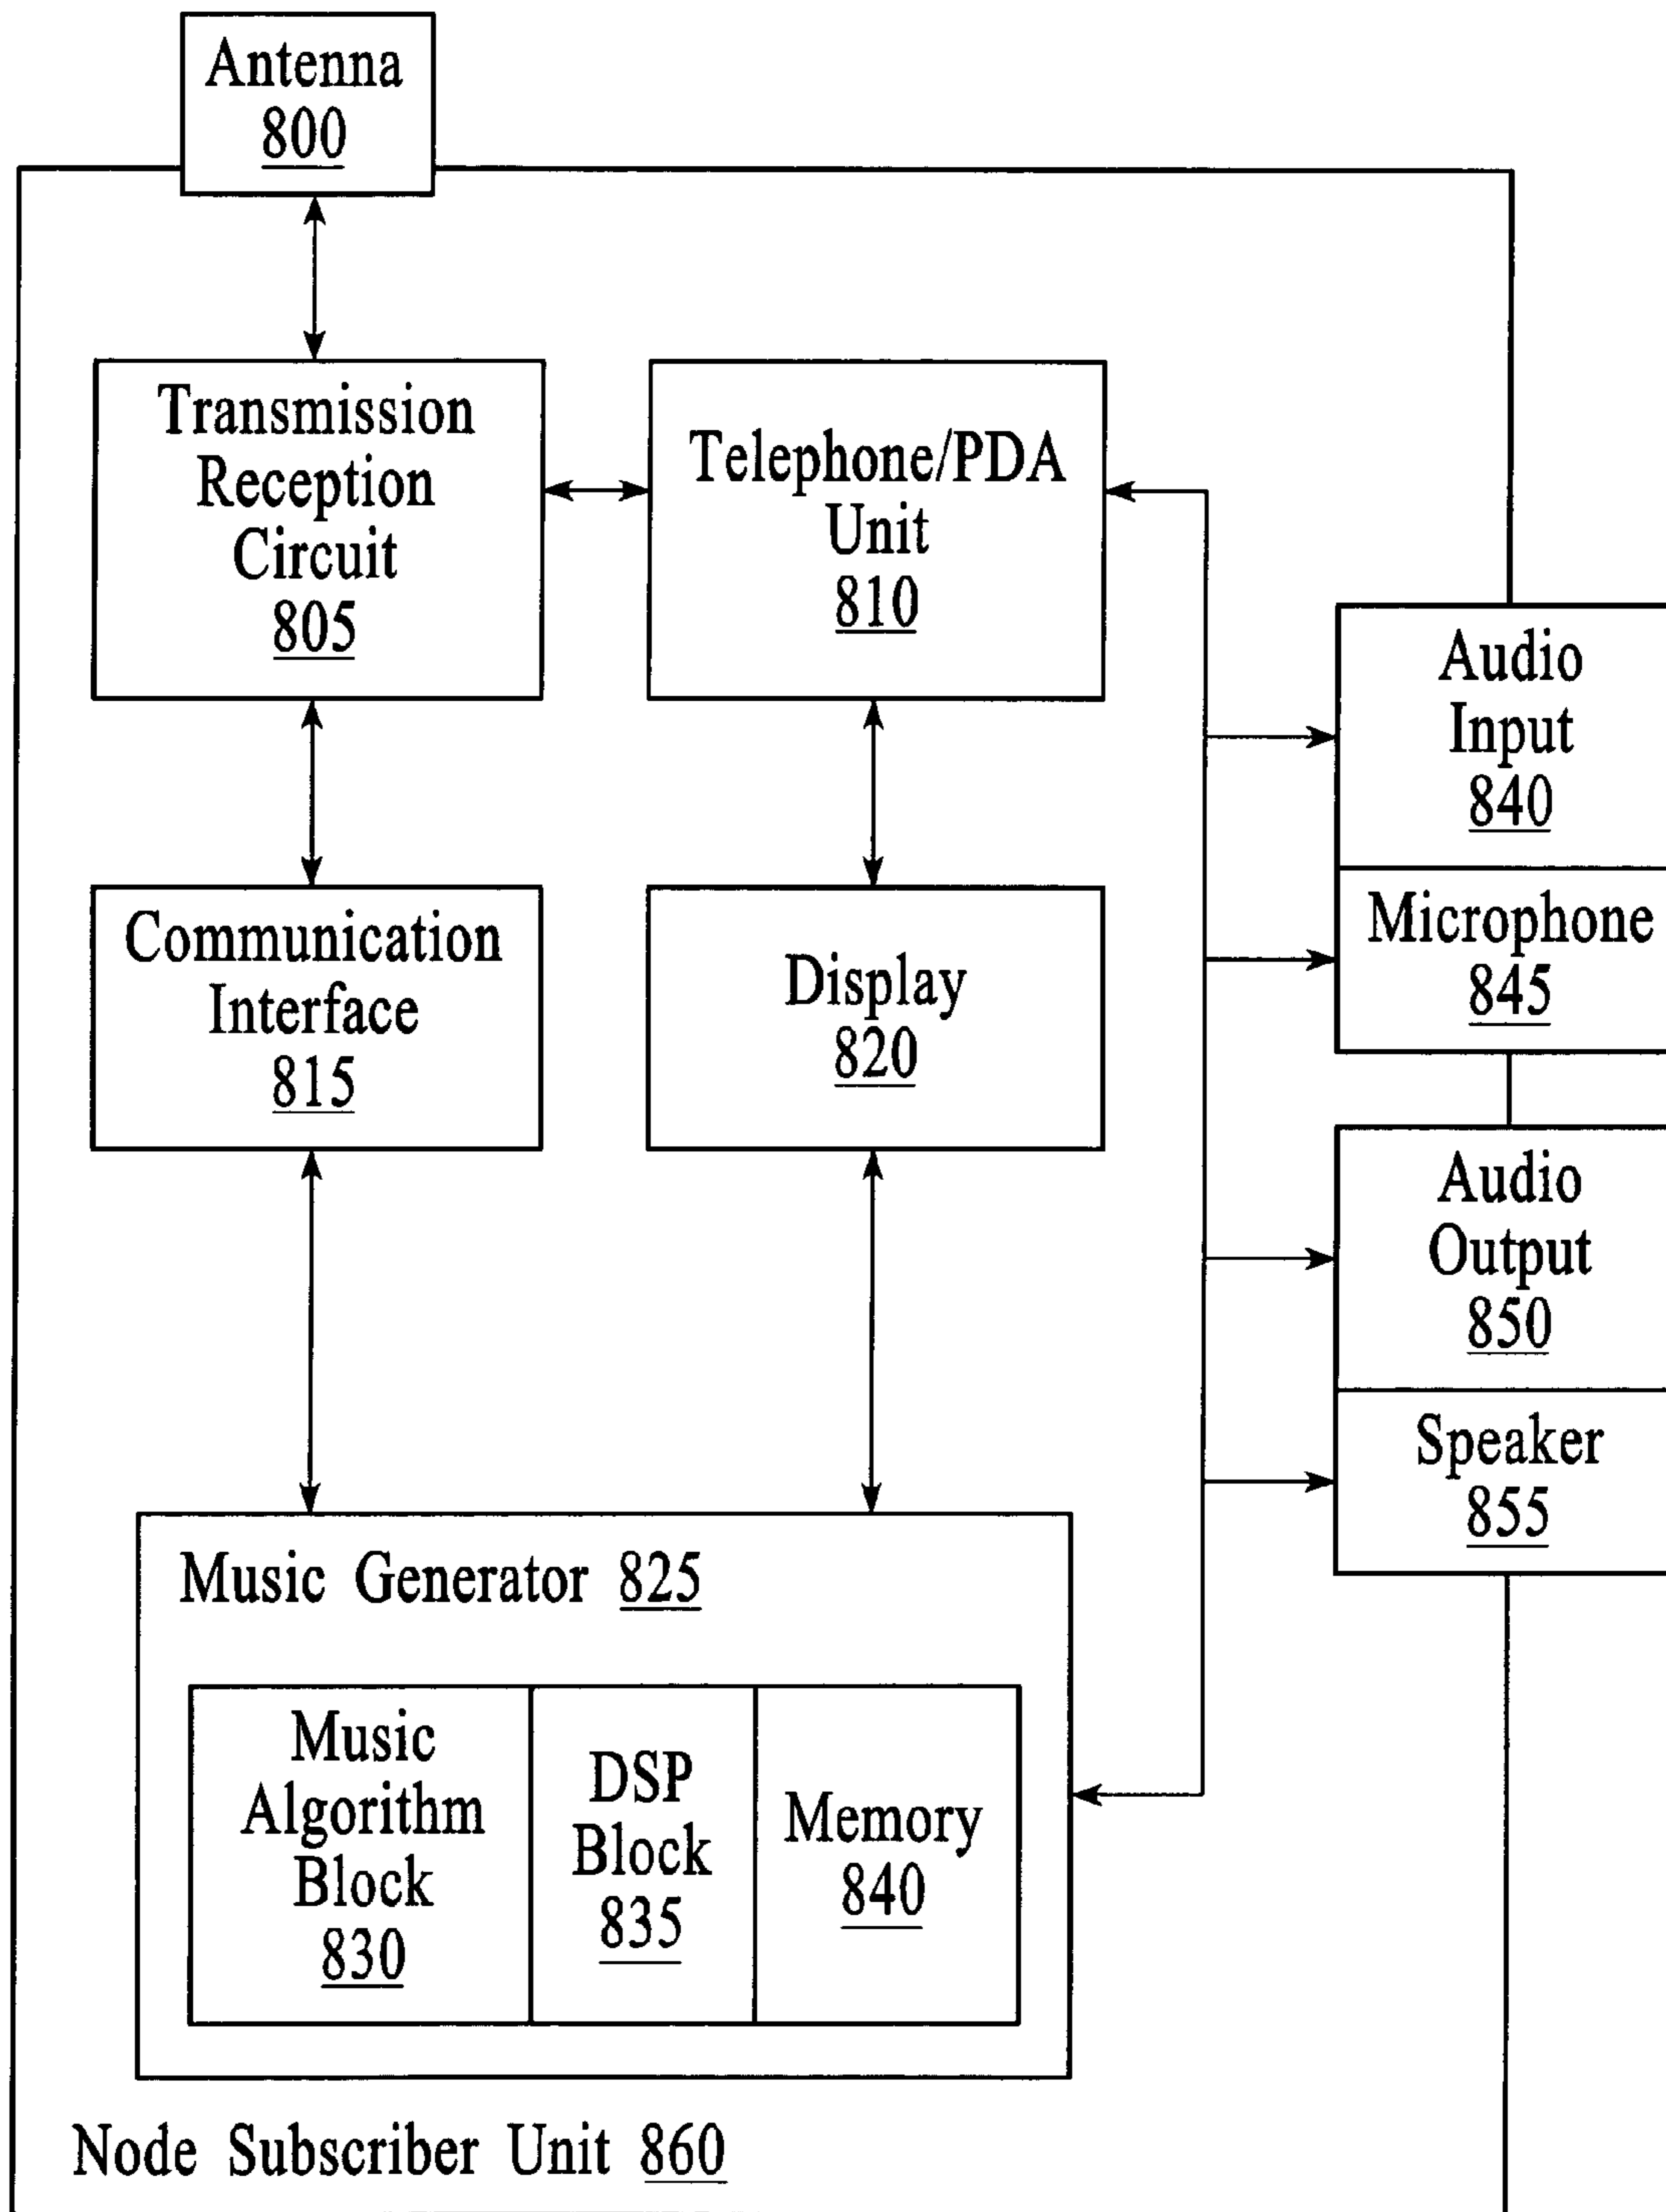 Antenna
800
Transmission
Reception
Circuit
805
Telephone/PDA
Unit
810
Audio
Input
840
Microphone
845
Communication
Interface
815
Display
820
Audio
Output
850
Speaker
855
Music Generator 825
Music
Algorithm
Block
830
DSP
Block
835
Memory
840
Node Subscriber Unit 860